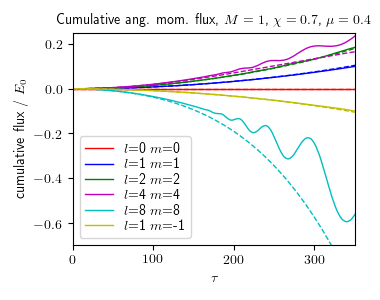 Cumulative ang. mom. flux, M = 1, χ = 0.7, μ = 0.4
cumulative flux / E₀
0.2
0.0
−0.2
−0.4
−0.6
l=0 m=0
l=1 m=1
l=2 m=2
l=4 m=4
l=8 m=8
l=1 m=-1
0 100 200 300
τ